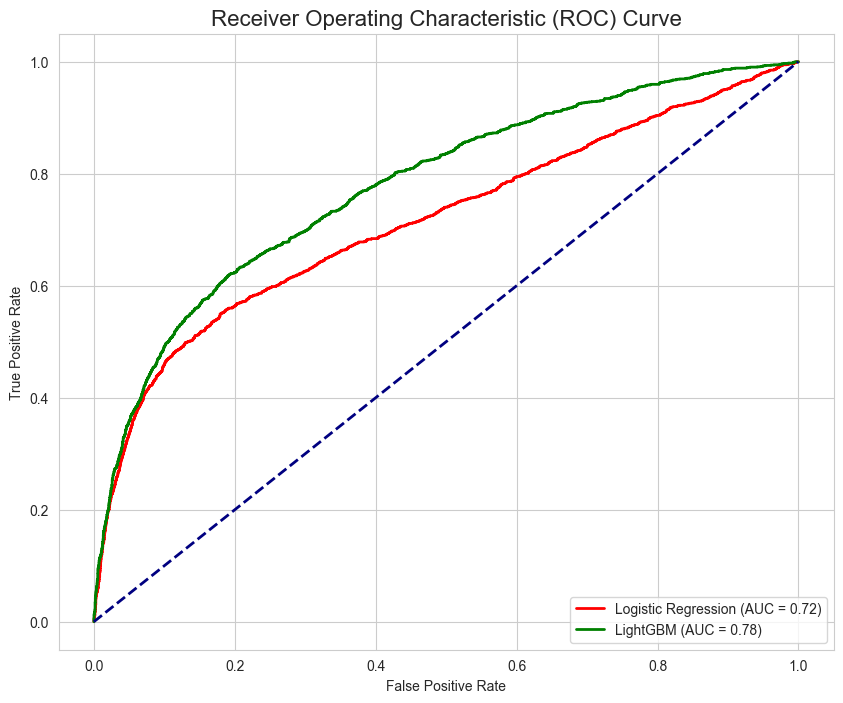 Receiver Operating Characteristic (ROC) Curve
1.0
0.8
0.6
0.4
0.2
0.0
True Positive Rate
Logistic Regression (AUC = 0.72)
LightGBM (AUC = 0.78)
0.0 0.2 0.4 0.6 0.8 1.0
False Positive Rate